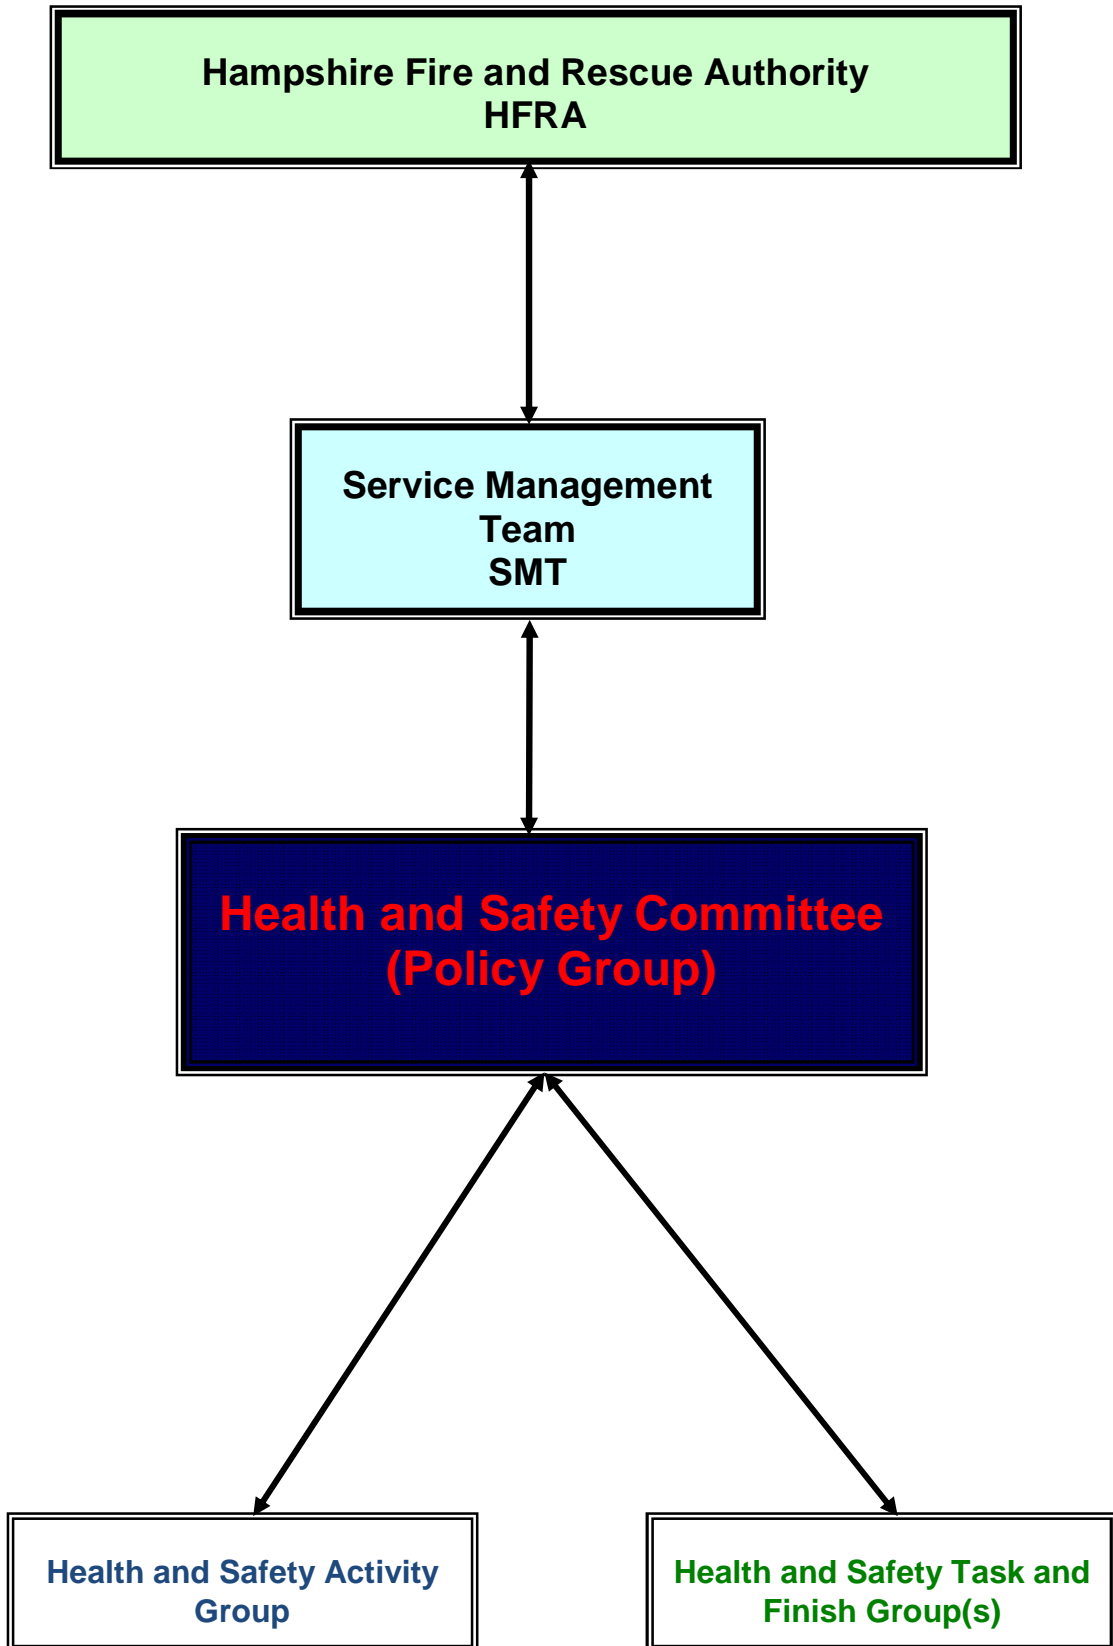 Hampshire Fire and Rescue Authority
HFRA
Service Management
Team
SMT
Health and Safety Committee
(Policy Group)
Health and Safety Activity
Group
Health and Safety Task and
Finish Group(s)